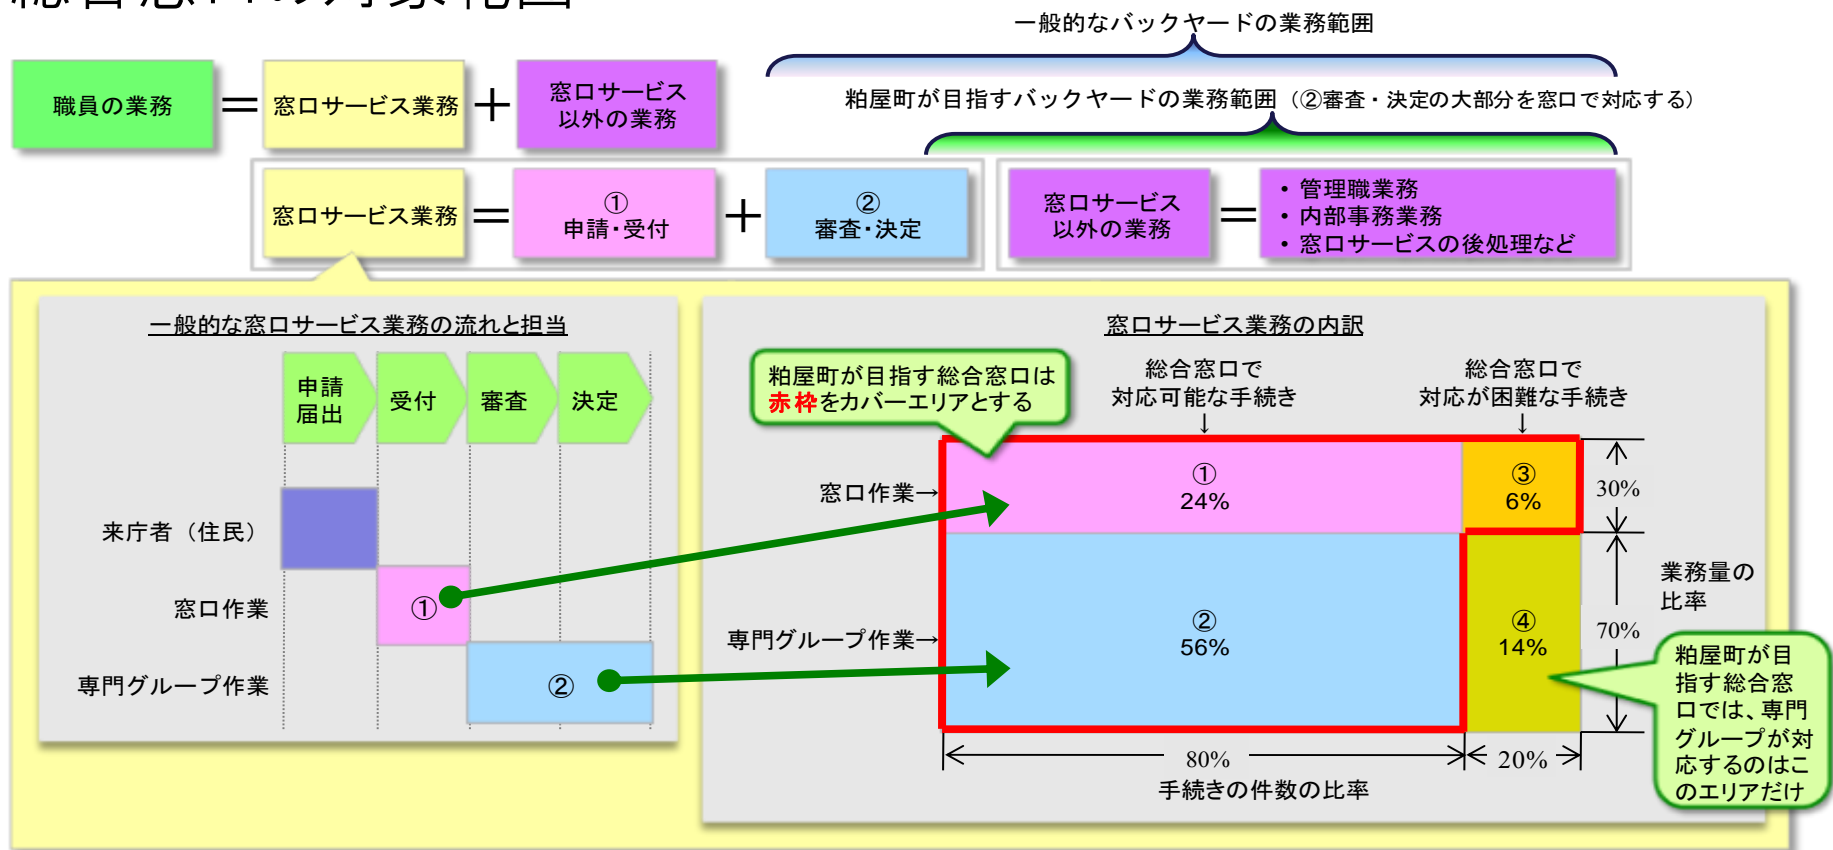 総合窓口の対象範囲
一般的なバックヤードの業務範囲
職員の業務
＝
窓口サービス業務
＋
窓口サービス
以外の業務
粕屋町が目指すバックヤードの業務範囲（②審査・決定の大部分を窓口で対応する）
窓口サービス業務
＝
①
申請・受付
＋
②
審査・決定
窓口サービス
以外の業務
＝
• 管理職業務
• 内部事務業務
• 窓口サービスの後処理など
一般的な窓口サービス業務の流れと担当
申請
届出
受付
審査
決定
来庁者（住民）
窓口作業
①
専門グループ作業
②
窓口サービス業務の内訳
粕屋町が目指す総合窓口は
赤枠をカバーエリアとする
総合窓口で
対応可能な手続き
↓
総合窓口で
対応が困難な手続き
↓
窓口作業→
①
24%
③
6%
30%
専門グループ作業→
②
56%
④
14%
70%
業務量の
比率
粕屋町が目
指す総合窓
口では、専門
グループが対
応するのはこ
のエリアだけ
80%
20%
手続きの件数の比率